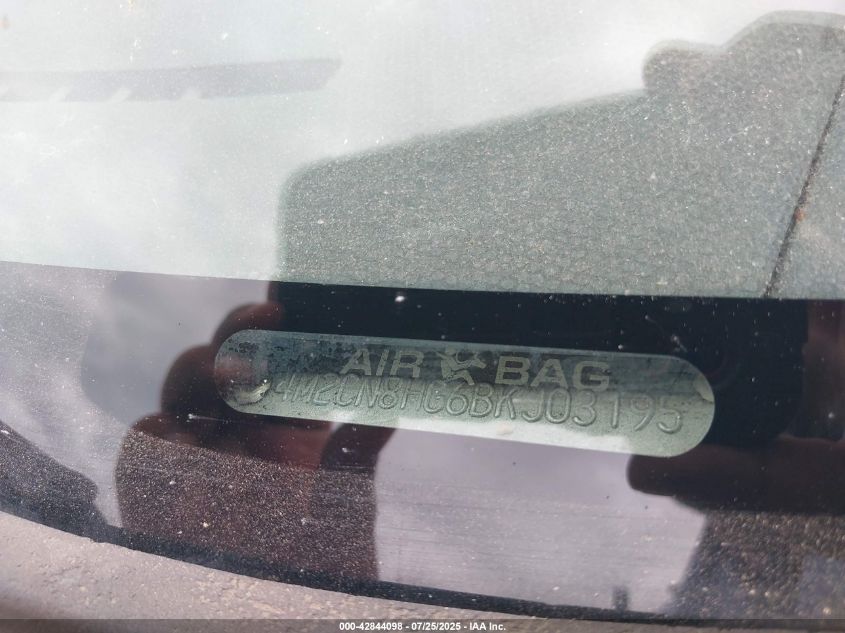 AIR BAG
4M2CN8HG6BKJ03195
000-42844098 - 07/25/2025 - IAA Inc.